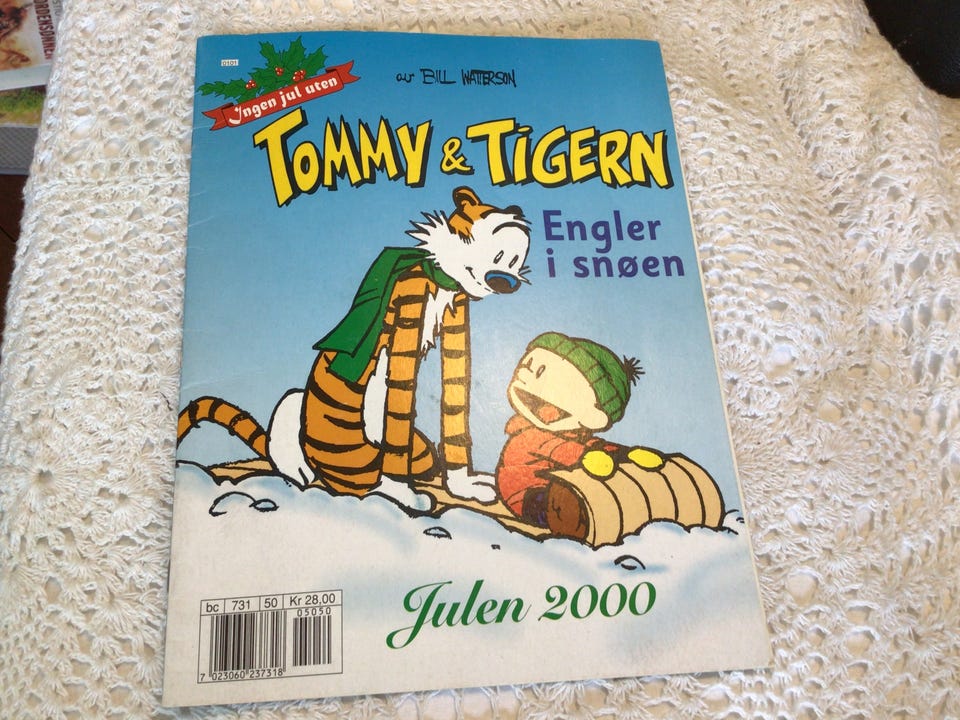 ORDENSONNEN
0101
Ingen jul uten
av BILL WATTERSON
TOMMY & TIGERN
Engler
i snøen
Julen 2000
bc 731 50 Kr 28,00
05050
7 023060 237318